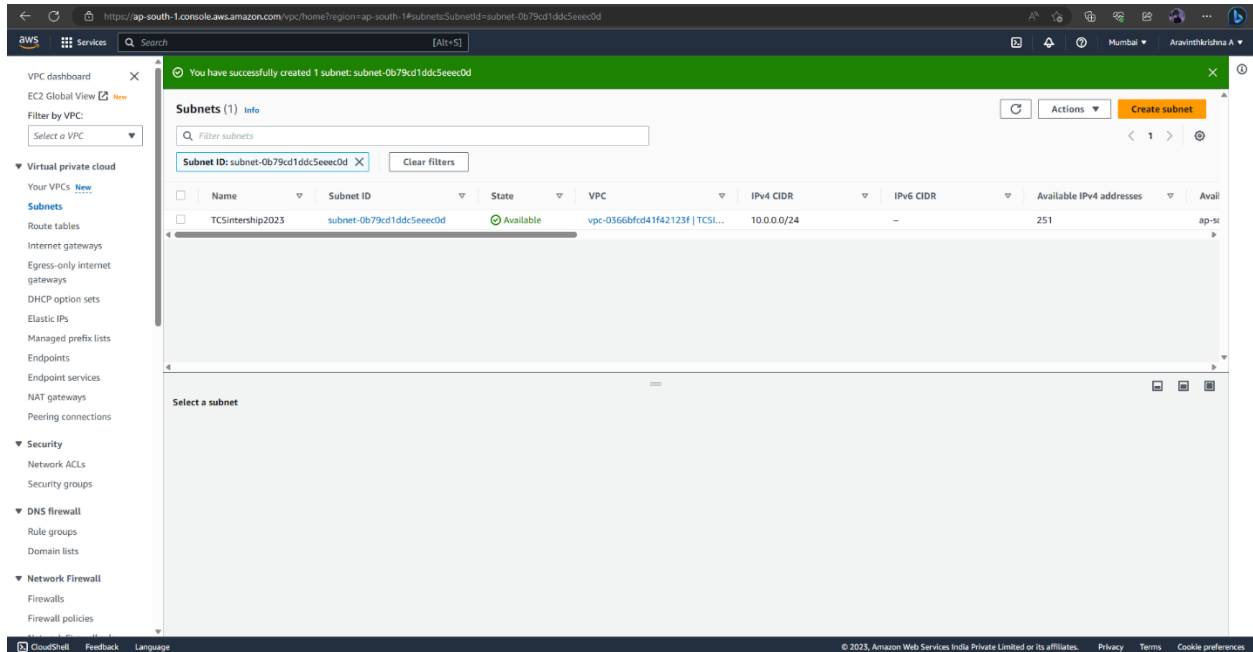 https://ap-south-1.console.aws.amazon.com/vpc/home?region=ap-south-1#subnets:SubnetId=subnet-0b79cd1ddc5eeec0d
aws Services Search [Alt+S] Mumbai Aravinthkrishna A
VPC dashboard
EC2 Global View New
Filter by VPC:
Select a VPC
Virtual private cloud
Your VPCs New
Subnets
Route tables
Internet gateways
Egress-only internet
gateways
DHCP option sets
Elastic IPs
Managed prefix lists
Endpoints
Endpoint services
NAT gateways
Peering connections
Security
Network ACLs
Security groups
DNS firewall
Rule groups
Domain lists
Network Firewall
Firewalls
Firewall policies
You have successfully created 1 subnet: subnet-0b79cd1ddc5eeec0d
Subnets (1) Info Actions Create subnet
Filter subnets 1
Subnet ID: subnet-0b79cd1ddc5eeec0d Clear filters
Name Subnet ID State VPC IPv4 CIDR IPv6 CIDR Available IPv4 addresses Avail
TCSintership2023 subnet-0b79cd1ddc5eeec0d Available vpc-0366bfcd41f42123f | TCSI... 10.0.0.0/24 – 251 ap-so
Select a subnet
CloudShell Feedback Language © 2023, Amazon Web Services India Private Limited or its affiliates. Privacy Terms Cookie preferences